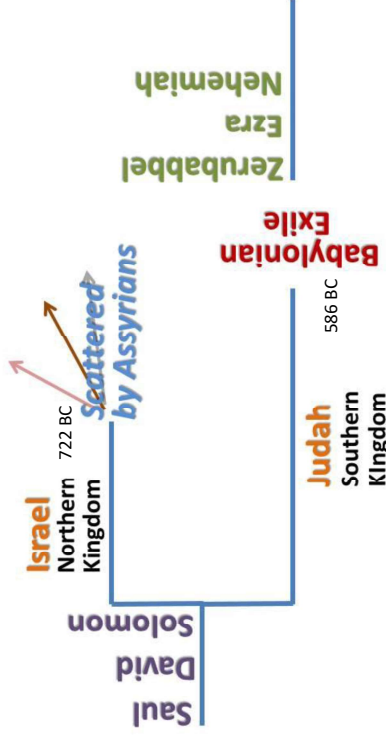 Saul
David
Solomon
Israel
Northern
Kingdom
722 BC
Scattered
by Assyrians
Judah
Southern
KIngdom
586 BC
Babylonian
Exile
Zerubabbel
Ezra
Nehemiah